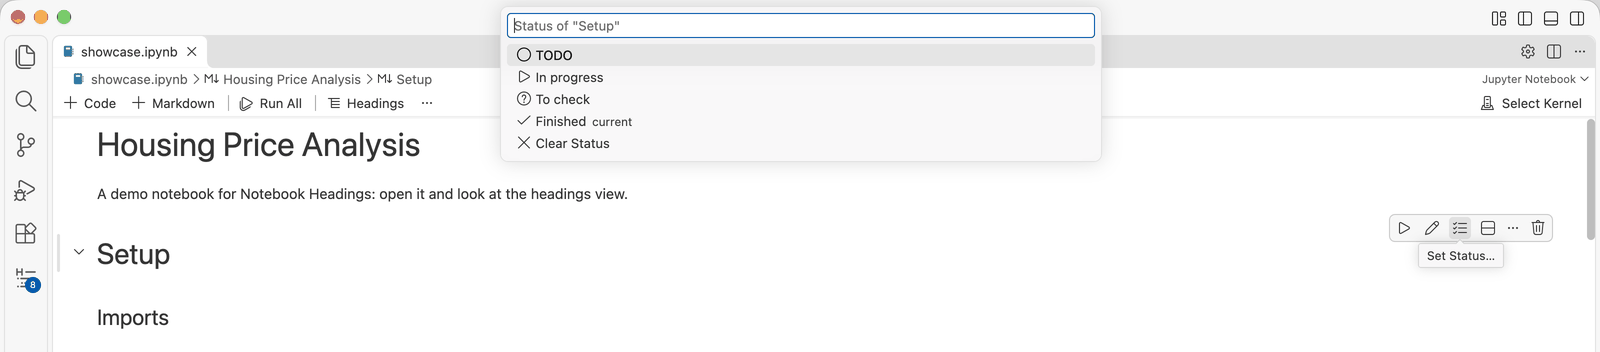 Status of "Setup"
TODO
In progress
To check
Finished current
Clear Status
showcase.ipynb
showcase.ipynb > M↓ Housing Price Analysis > M↓ Setup
Jupyter Notebook
+ Code + Markdown | Run All | Headings ···
Select Kernel
Housing Price Analysis
A demo notebook for Notebook Headings: open it and look at the headings view.
Setup
Set Status...
H
8
Imports